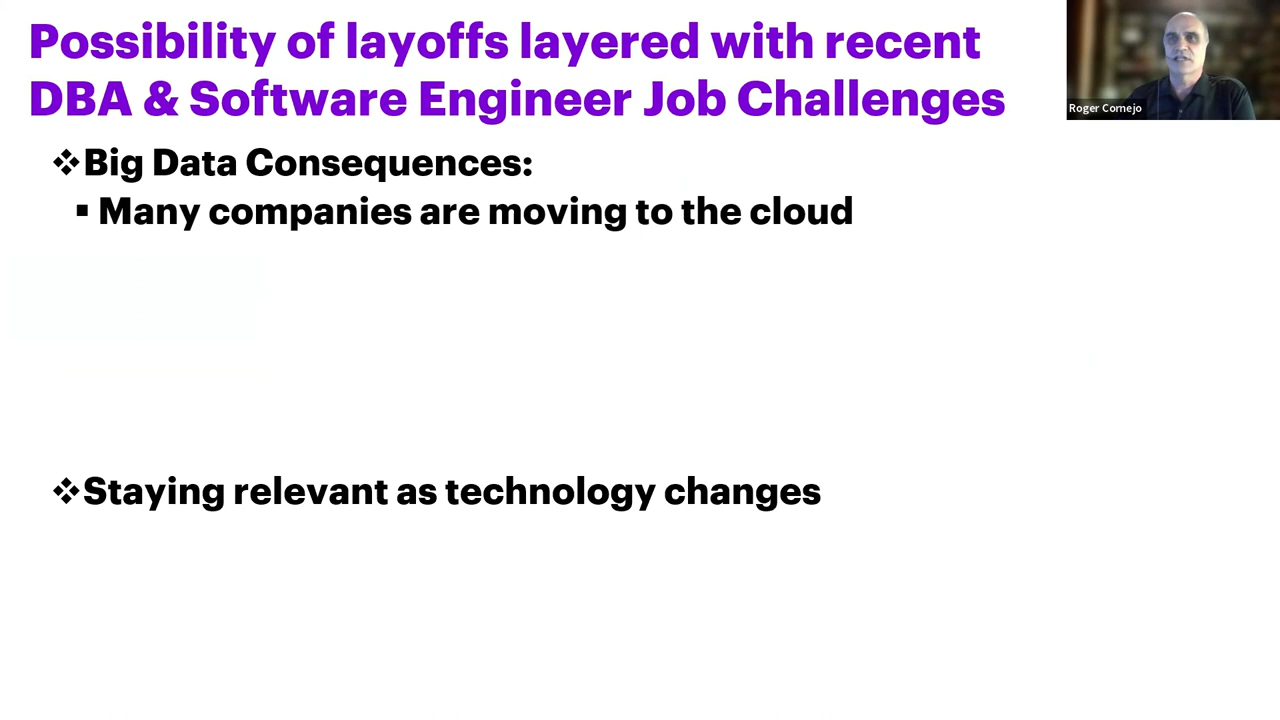 Possibility of layoffs layered with recent
DBA & Software Engineer Job Challenges
Roger Cornejo
❖Big Data Consequences:
▪ Many companies are moving to the cloud
❖Staying relevant as technology changes